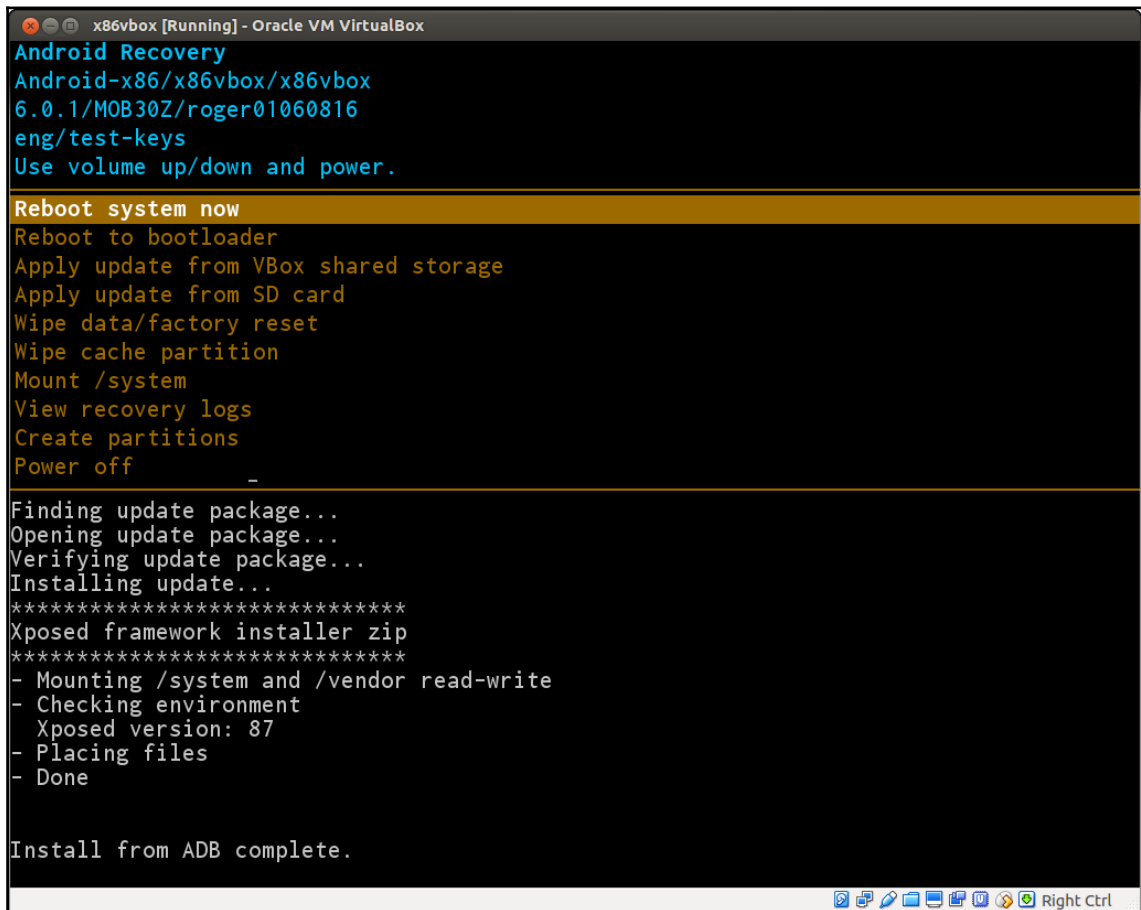 x86vbox [Running] - Oracle VM VirtualBox
Android Recovery
Android-x86/x86vbox/x86vbox
6.0.1/MOB30Z/roger01060816
eng/test-keys
Use volume up/down and power.
Reboot system now
Reboot to bootloader
Apply update from VBox shared storage
Apply update from SD card
Wipe data/factory reset
Wipe cache partition
Mount /system
View recovery logs
Create partitions
Power off
_
Finding update package...
Opening update package...
Verifying update package...
Installing update...
******************************
Xposed framework installer zip
******************************
- Mounting /system and /vendor read-write
- Checking environment
  Xposed version: 87
- Placing files
- Done
Install from ADB complete.
Right Ctrl